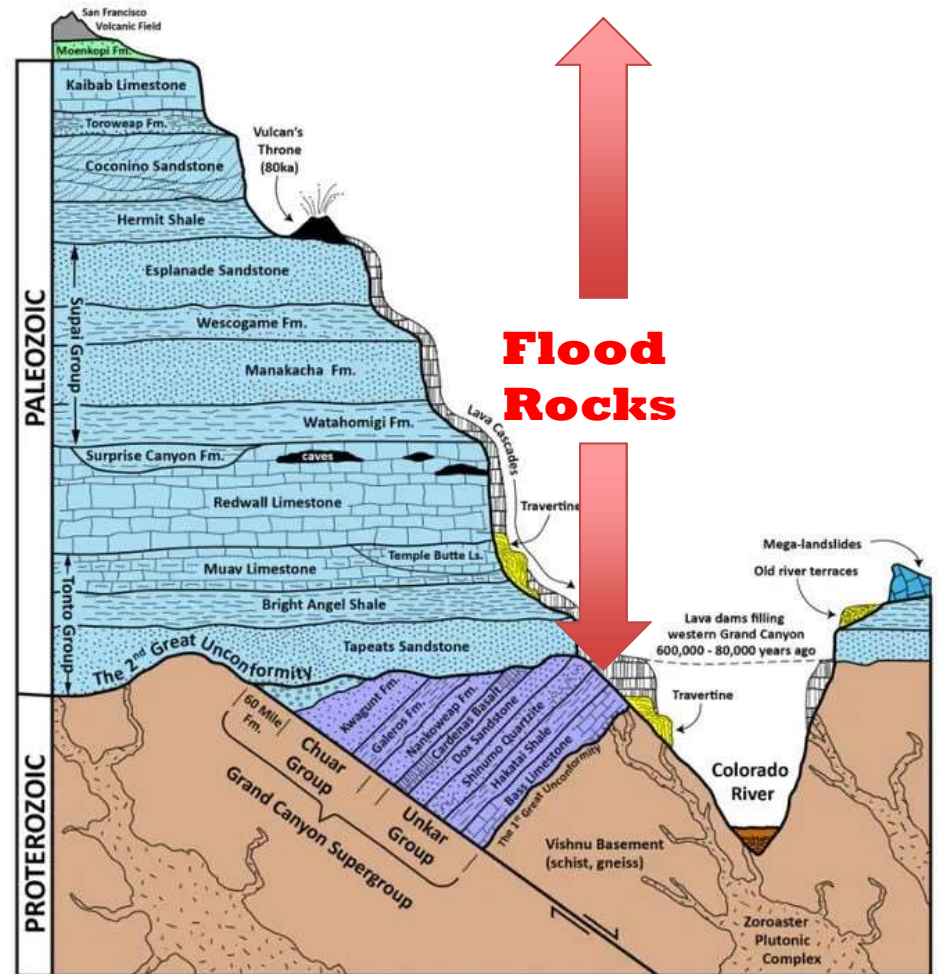 San Francisco
Volcanic Field
Moenkopi Fm.
Kaibab Limestone
Toroweap Fm.
Coconino Sandstone
Hermit Shale
Vulcan's
Throne
(80ka)
Esplanade Sandstone
Wescogame Fm.
Manakacha Fm.
Watahomigi Fm.
Supai Group
PALEOZOIC
Surprise Canyon Fm.
caves
Redwall Limestone
Temple Butte Ls.
Muav Limestone
Bright Angel Shale
Tapeats Sandstone
Tonto Group
The 2nd Great Unconformity
Flood
Rocks
Lava Cascades
Travertine
Mega-landslides
Old river terraces
Lava dams filling
western Grand Canyon
600,000 - 80,000 years ago
Travertine
Colorado
River
60 Mile
Fm.
Kwagunt Fm.
Galeros Fm.
Nankoweap Fm.
Cardenas Basalt
Dox Sandstone
Shinumo Quartzite
Hakatai Shale
Bass Limestone
The 1st Great Unconformity
Chuar
Group
Unkar
Group
Grand Canyon Supergroup
PROTEROZOIC
Vishnu Basement
(schist, gneiss)
Zoroaster
Plutonic
Complex